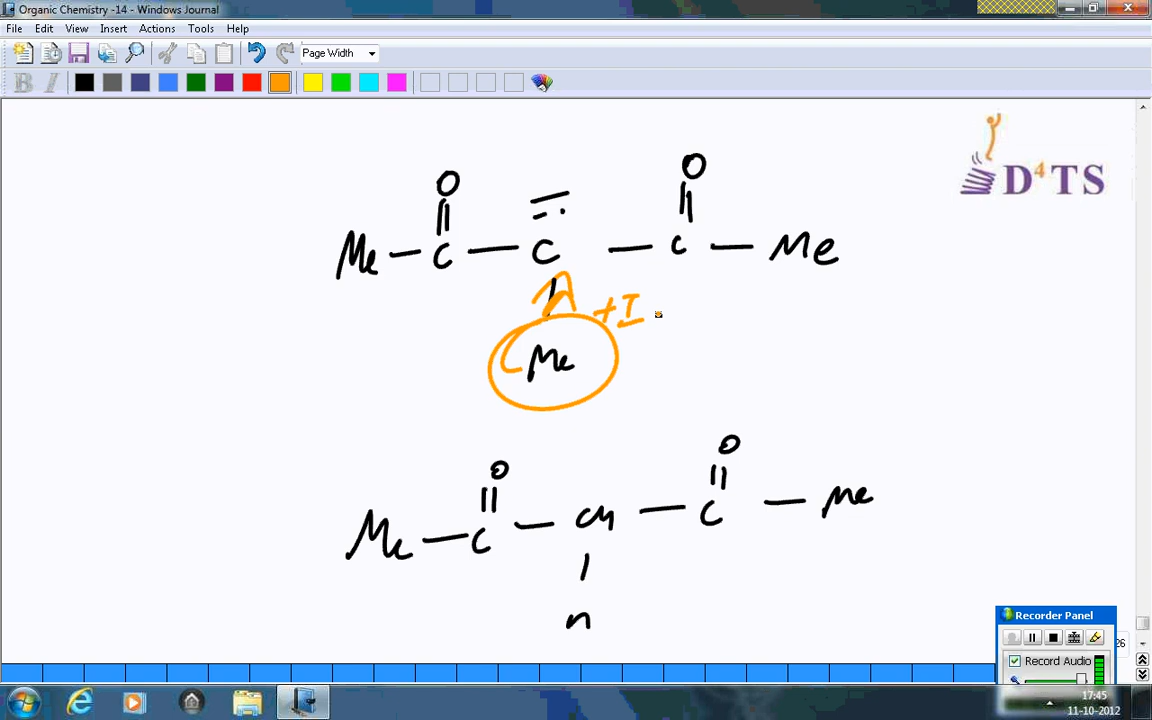 Organic Chemistry -14 - Windows Journal
File Edit View Insert Actions Tools Help
Page Width
B I
D4TS
O O
Me - C - C - C - Me
+I
Me
O O
Me - C - CH - C - Me
n
Recorder Panel
26
Record Audio
17:45
11-10-2012